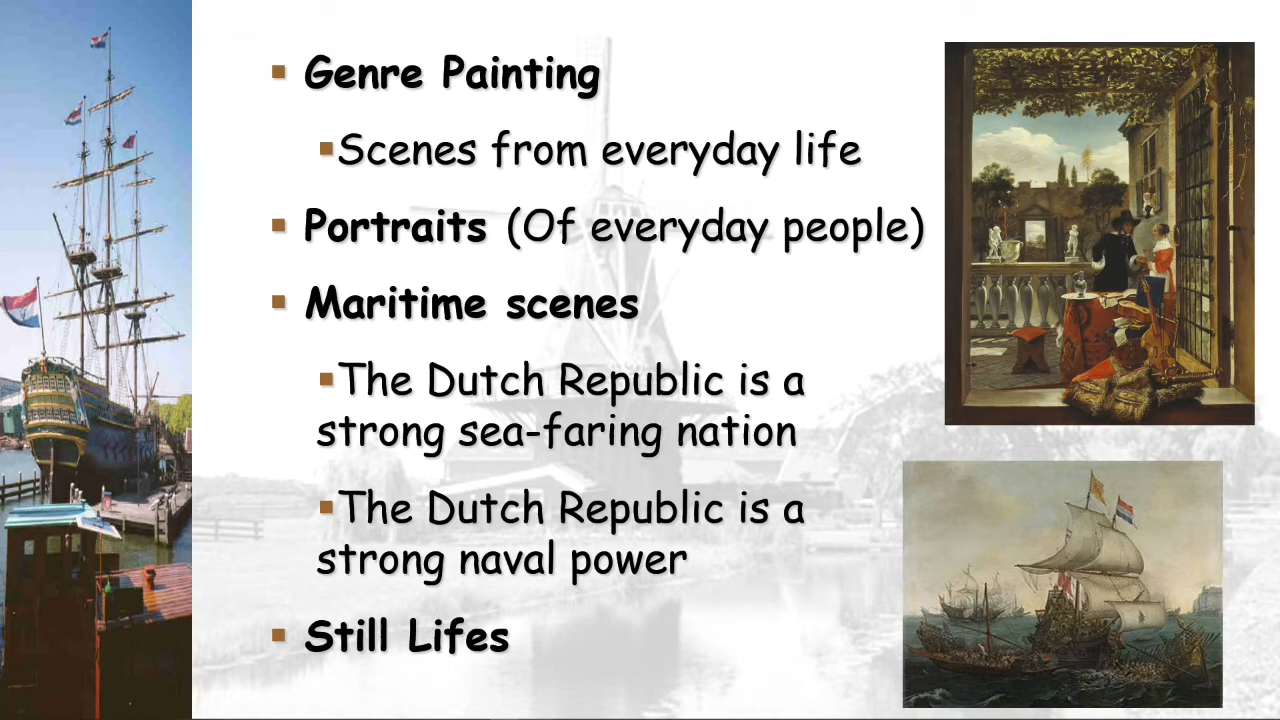 Genre Painting
Scenes from everyday life
Portraits (Of everyday people)
Maritime scenes
The Dutch Republic is a
strong sea-faring nation
The Dutch Republic is a
strong naval power
Still Lifes